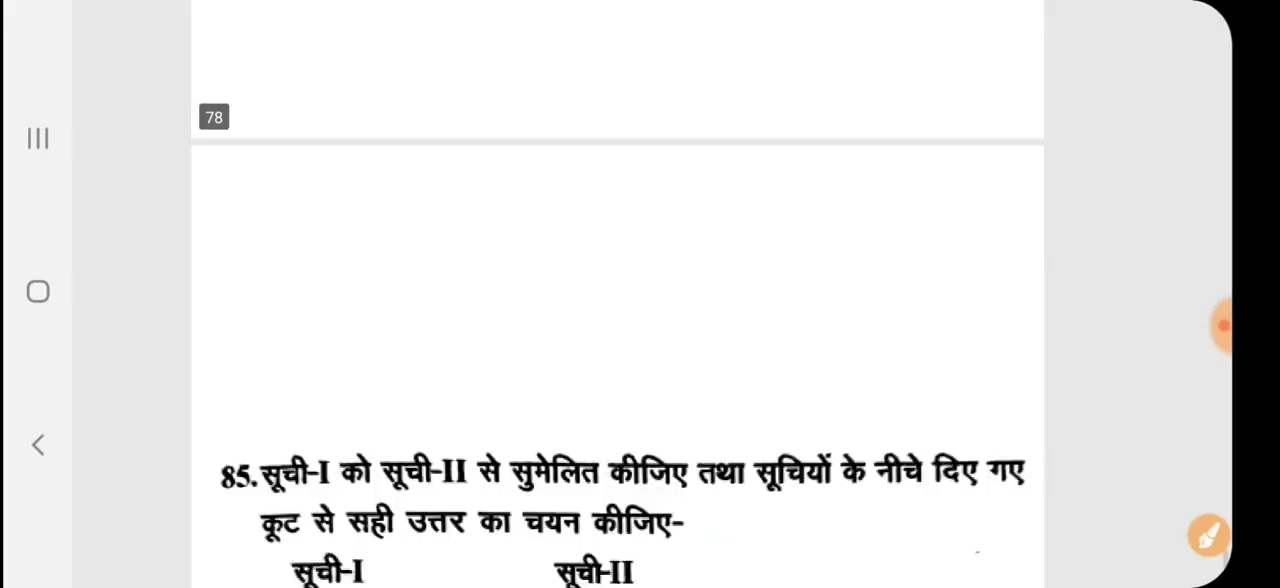 78
85. सूची-I को सूची-II से सुमेलित कीजिए तथा सूचियों के नीचे दिए गए
कूट से सही उत्तर का चयन कीजिए-
सूची-I सूची-II